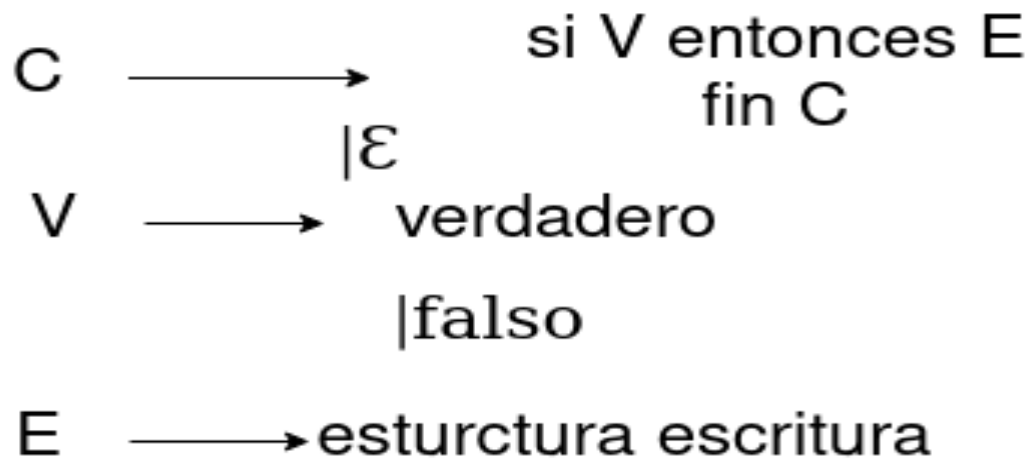 C → si V entonces E
fin C
|ε
V → verdadero
|falso
E → esturctura escritura